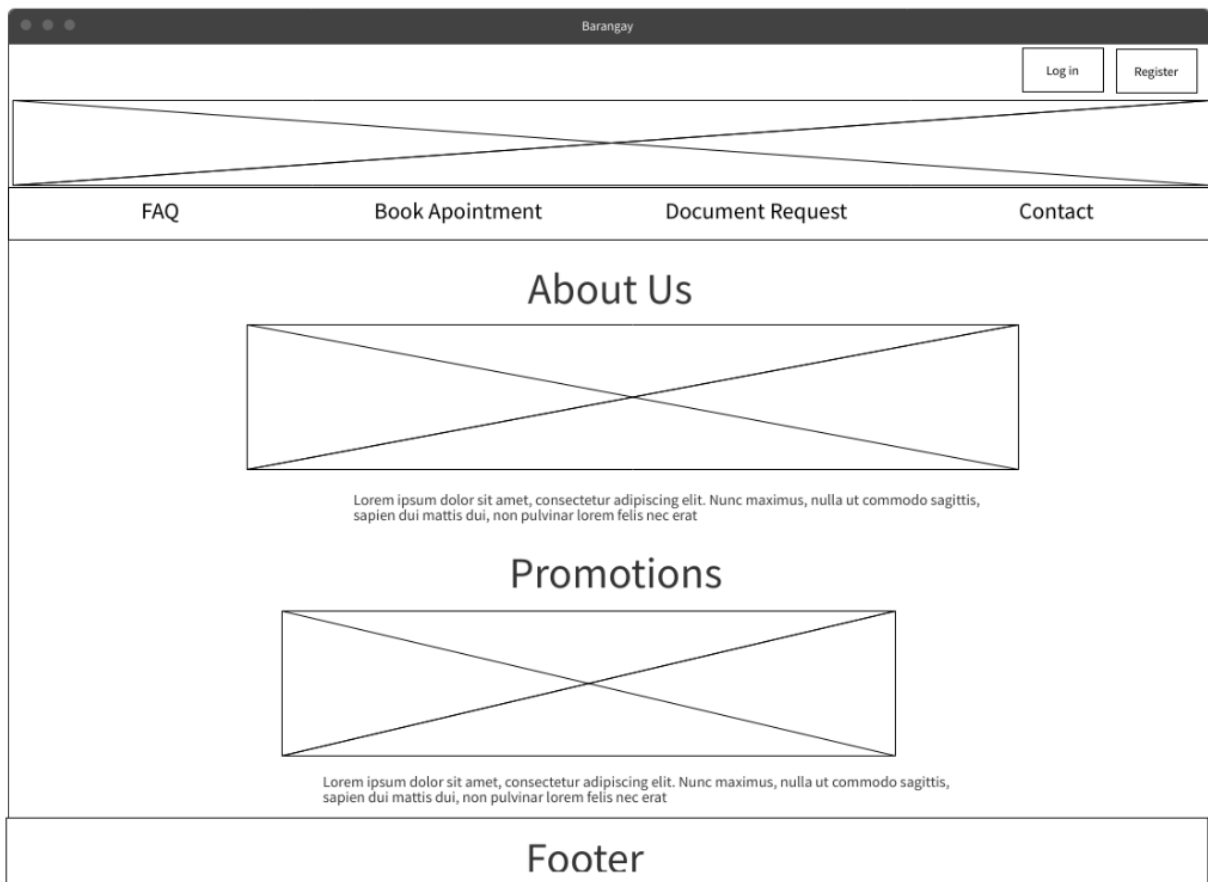 Barangay
Log in
Register
FAQ
Book Apointment
Document Request
Contact
About Us
Lorem ipsum dolor sit amet, consectetur adipiscing elit. Nunc maximus, nulla ut commodo sagittis,
sapien dui mattis dui, non pulvinar lorem felis nec erat
Promotions
Lorem ipsum dolor sit amet, consectetur adipiscing elit. Nunc maximus, nulla ut commodo sagittis,
sapien dui mattis dui, non pulvinar lorem felis nec erat
Footer